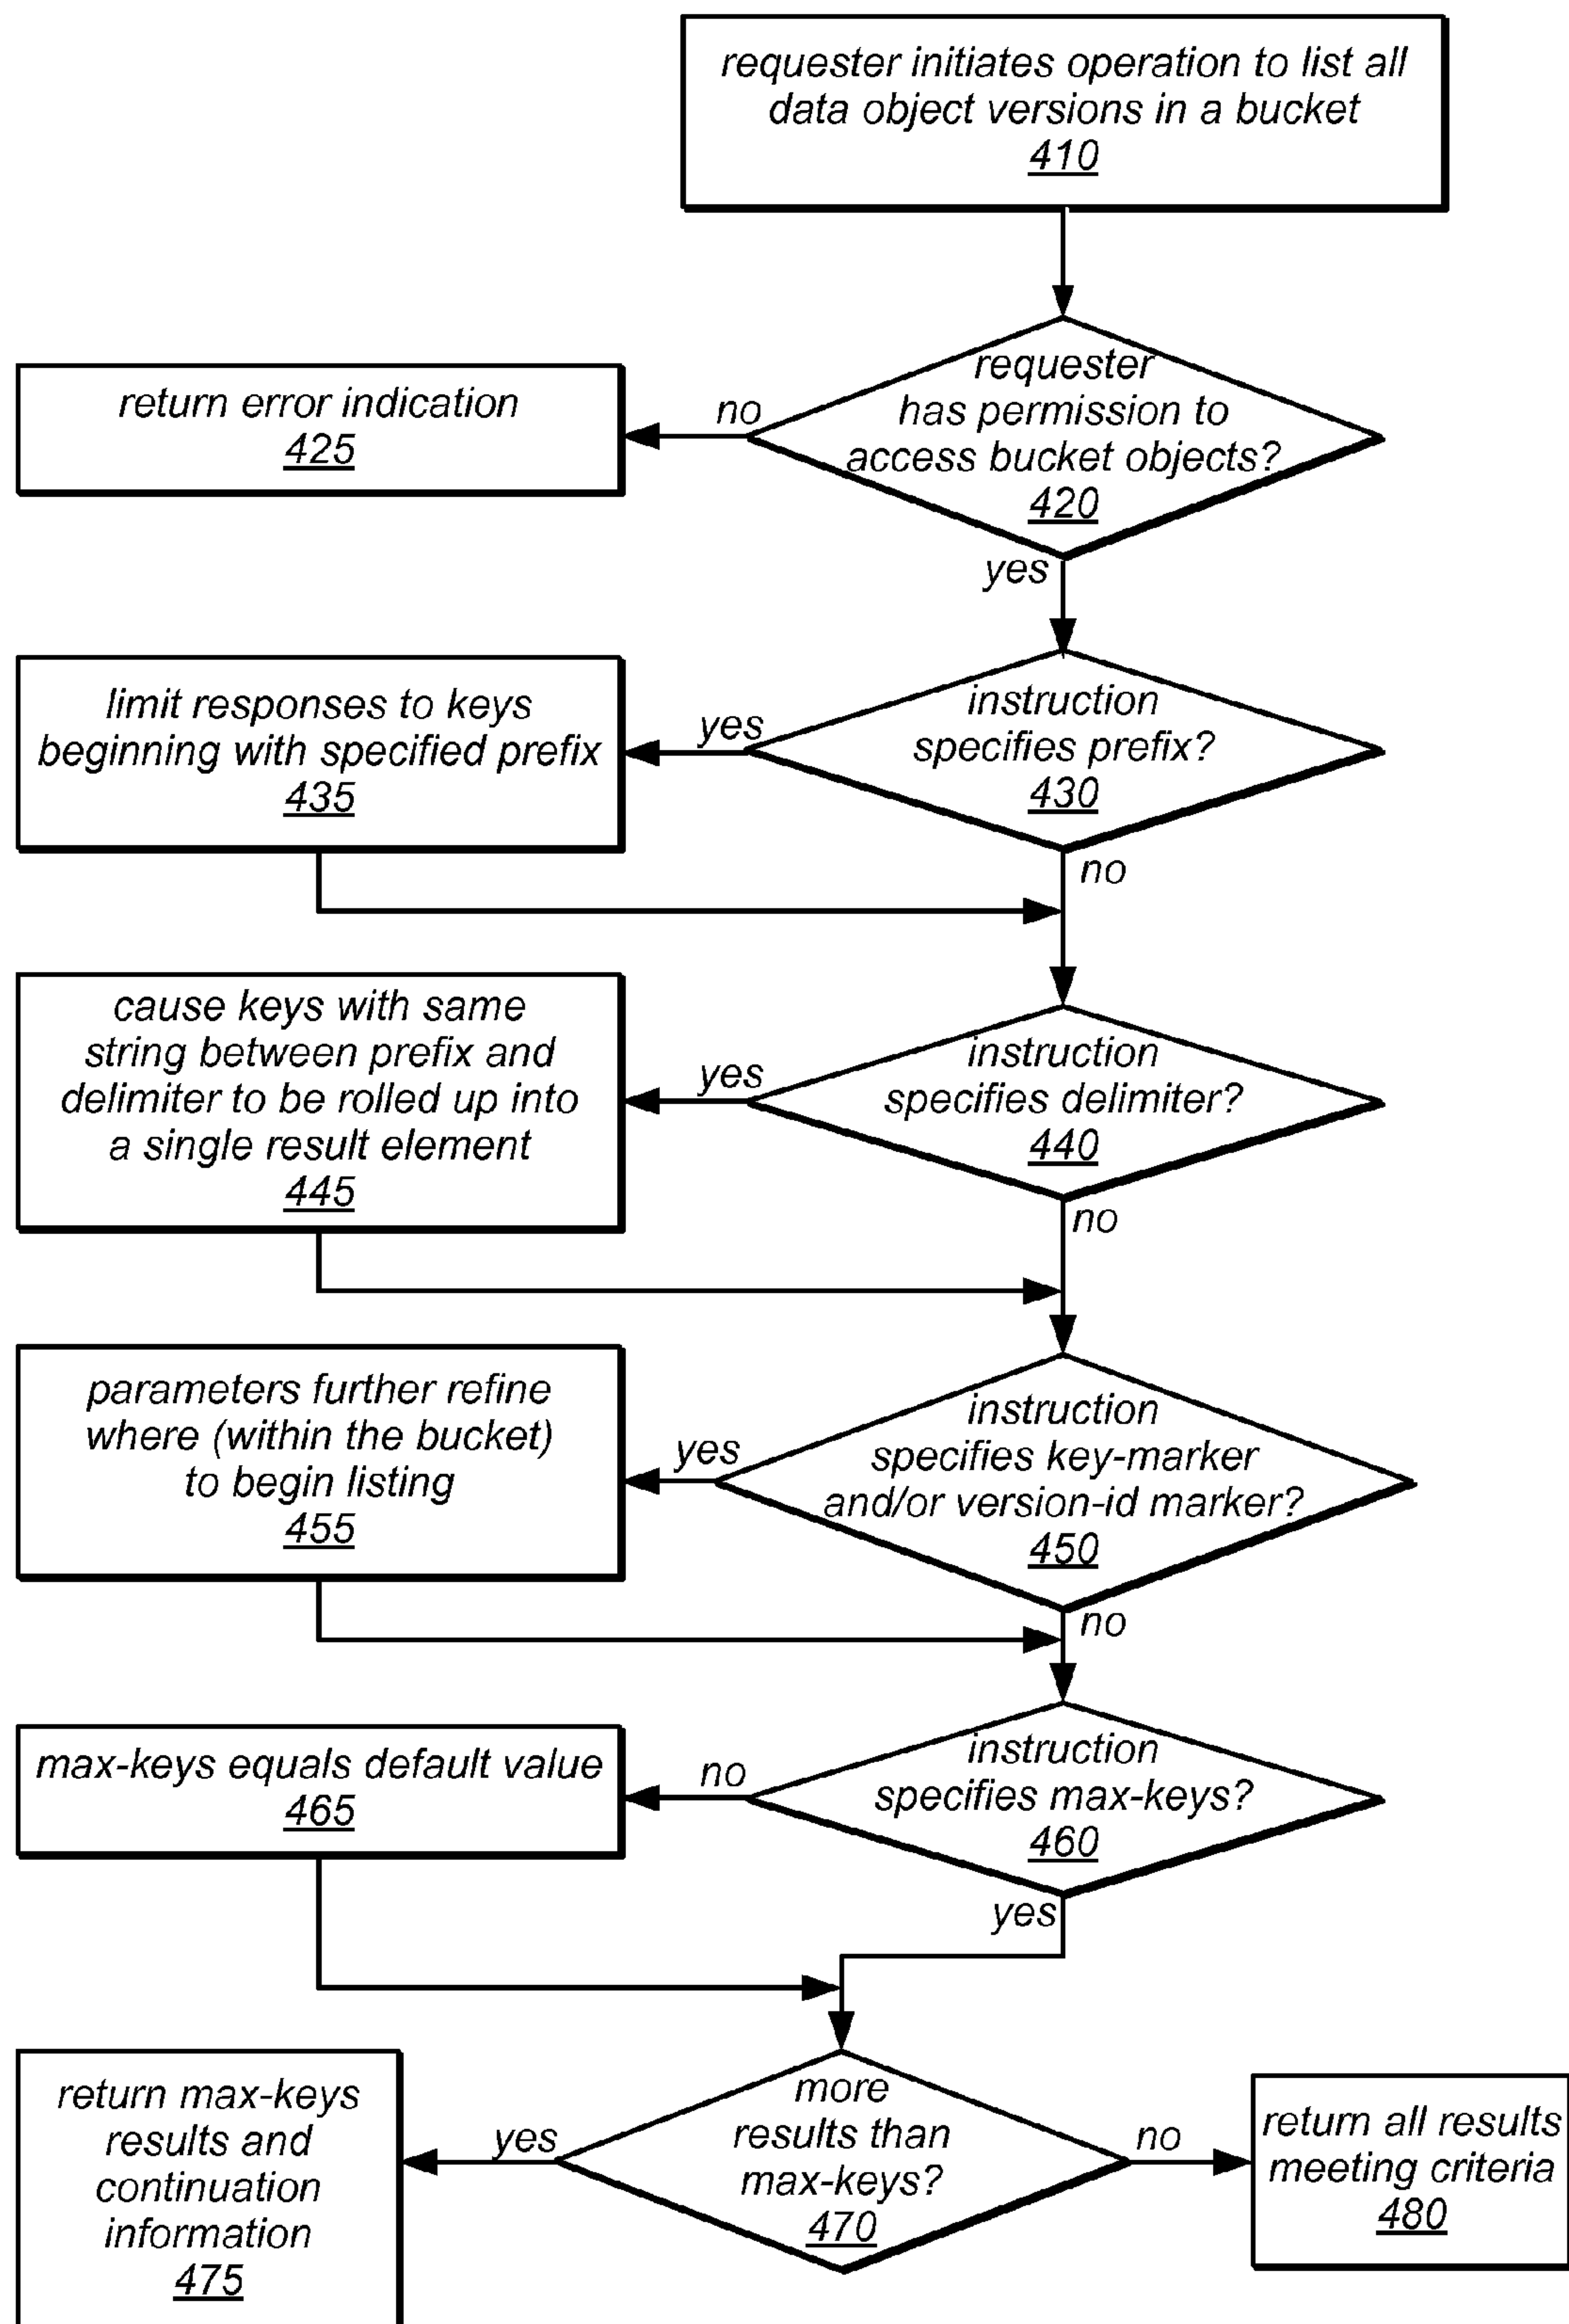 requester initiates operation to list all
data object versions in a bucket
410
requester
has permission to
access bucket objects?
420
no
return error indication
425
yes
instruction
specifies prefix?
430
yes
limit responses to keys
beginning with specified prefix
435
no
instruction
specifies delimiter?
440
yes
cause keys with same
string between prefix and
delimiter to be rolled up into
a single result element
445
no
instruction
specifies key-marker
and/or version-id marker?
450
yes
parameters further refine
where (within the bucket)
to begin listing
455
no
instruction
specifies max-keys?
460
no
max-keys equals default value
465
yes
more
results than
max-keys?
470
yes
return max-keys
results and
continuation
information
475
no
return all results
meeting criteria
480